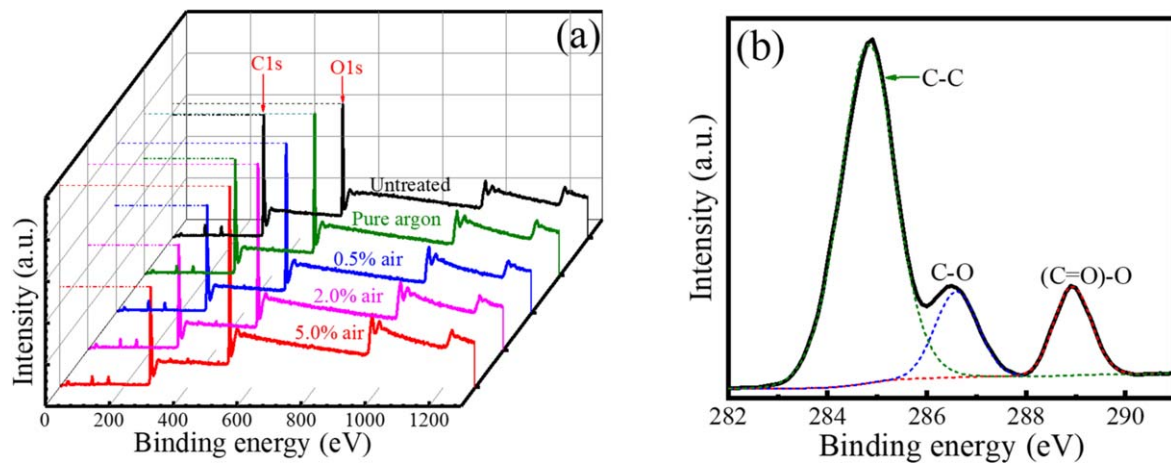 (a)
C1s
O1s
Untreated
Pure argon
0.5% air
2.0% air
5.0% air
Intensity (a.u.)
0 200 400 600 800 1000 1200
Binding energy (eV)
(b)
C-C
C-O
(C=O)-O
Intensity (a.u.)
282 284 286 288 290
Binding energy (eV)